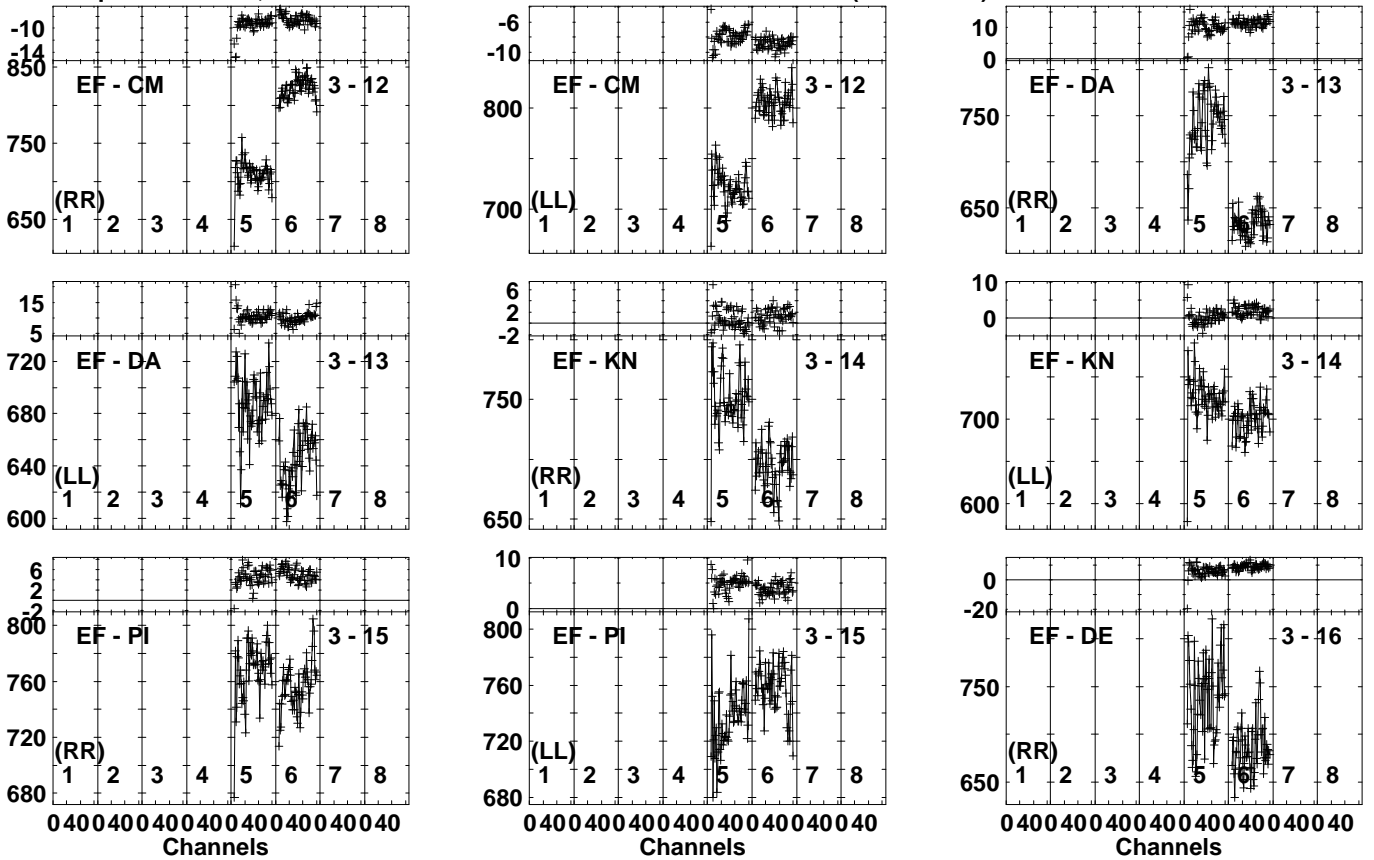 -10
-14
850
EF - CM 3 - 12
750
650
(RR)
1 2 3 4 5 6 7 8
-6
-10
EF - CM 3 - 12
800
700
(LL)
1 2 3 4 5 6 7 8
10
0
EF - DA 3 - 13
750
650
(RR)
1 2 3 4 5 6 7 8
15
5
720
EF - DA 3 - 13
680
640
(LL)
600
1 2 3 4 5 6 7 8
6
2
-2
EF - KN 3 - 14
750
(RR)
650
1 2 3 4 5 6 7 8
10
0
EF - KN 3 - 14
700
(LL)
600
1 2 3 4 5 6 7 8
6
2
-2
800
EF - PI 3 - 15
760
720
(RR)
680
1 2 3 4 5 6 7 8
0 40 0 40 0 40 0 40 0 40 0 40 0 40 0 40
Channels
10
0
800
EF - PI 3 - 15
760
720
(LL)
680
1 2 3 4 5 6 7 8
0 40 0 40 0 40 0 40 0 40 0 40 0 40 0 40
Channels
0
-20
EF - DE 3 - 16
750
(RR)
650
1 2 3 4 5 6 7 8
0 40 0 40 0 40 0 40 0 40 0 40 0 40 0 40
Channels